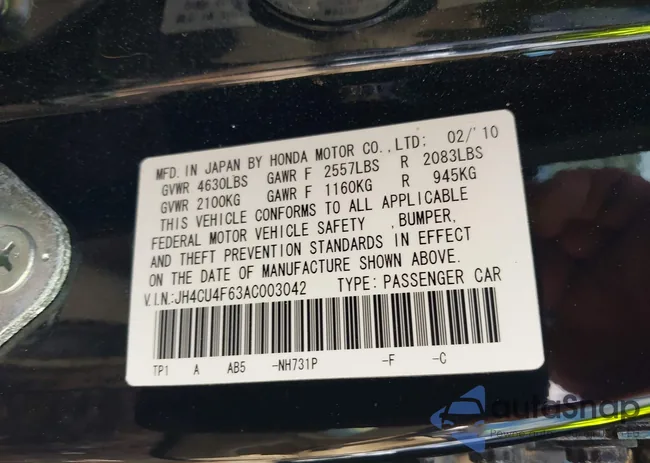 MFD. IN JAPAN BY HONDA MOTOR CO.,LTD: 02/'10
GVWR 4630LBS GAWR F 2557LBS R 2083LBS
GVWR 2100KG GAWR F 1160KG R 945KG
THIS VEHICLE CONFORMS TO ALL APPLICABLE
FEDERAL MOTOR VEHICLE SAFETY ,BUMPER,
AND THEFT PREVENTION STANDARDS IN EFFECT
ON THE DATE OF MANUFACTURE SHOWN ABOVE.
V.I.N.:JH4CU4F63AC003042 TYPE: PASSENGER CAR
TP1 A AB5 -NH731P -F -C
autoSnap